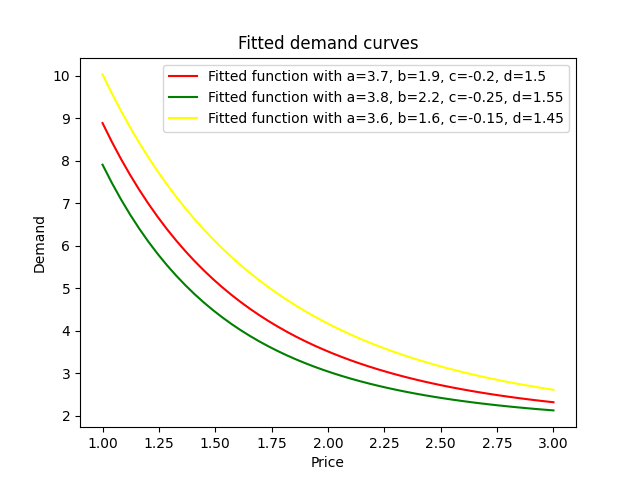 Fitted demand curves
Fitted function with a=3.7, b=1.9, c=-0.2, d=1.5
Fitted function with a=3.8, b=2.2, c=-0.25, d=1.55
Fitted function with a=3.6, b=1.6, c=-0.15, d=1.45
10
9
8
7
6
5
4
3
2
Demand
1.00 1.25 1.50 1.75 2.00 2.25 2.50 2.75 3.00
Price